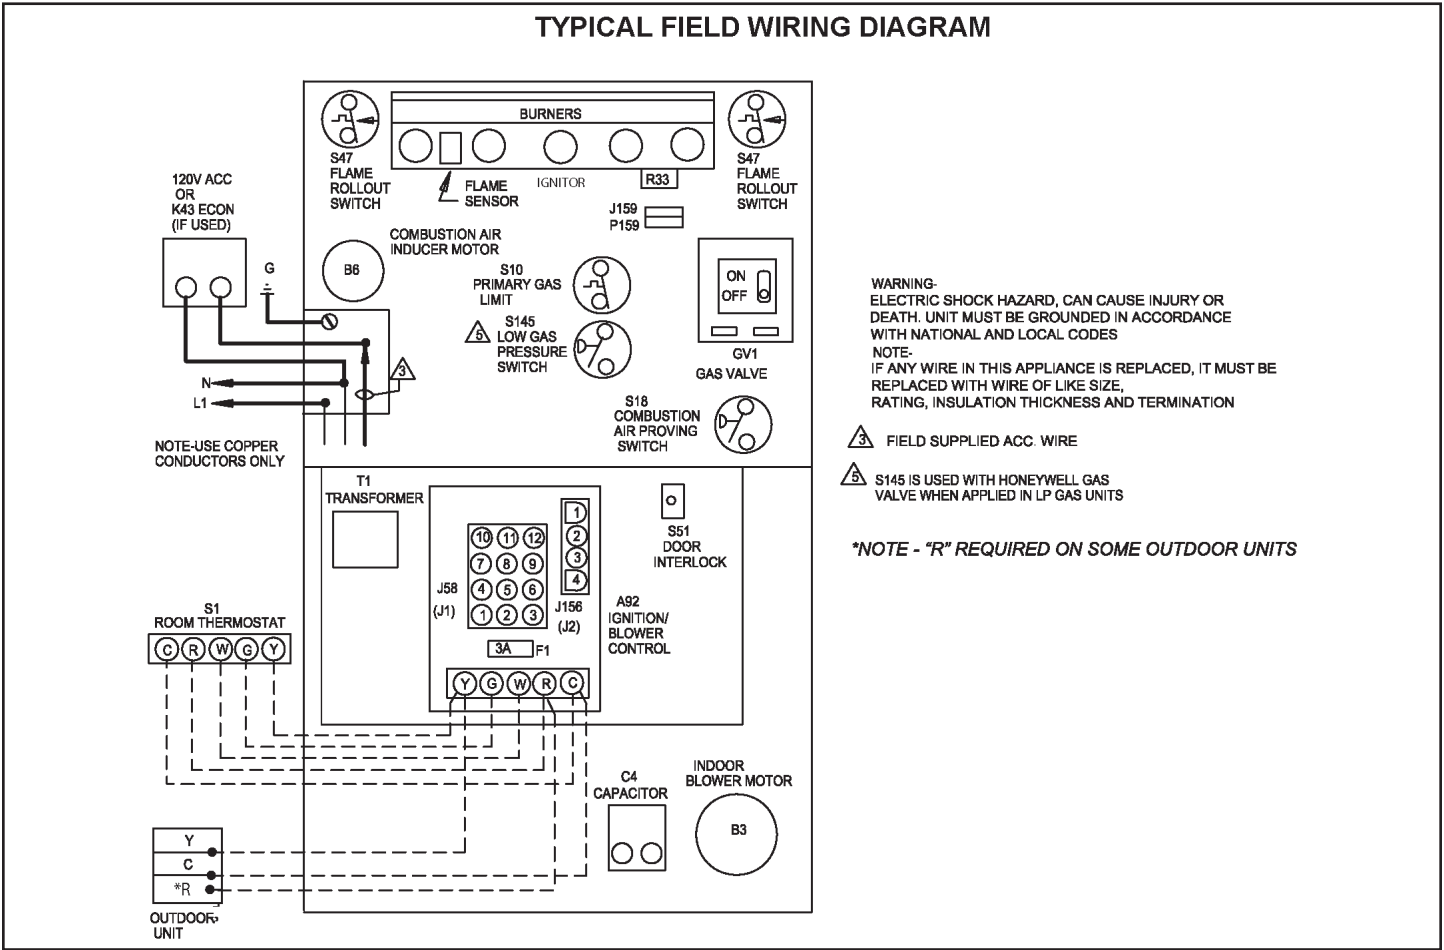 TYPICAL FIELD WIRING DIAGRAM
BURNERS
S47
FLAME
ROLLOUT
SWITCH
FLAME
SENSOR
IGNITOR
R33
S47
FLAME
ROLLOUT
SWITCH
J159
P159
120V ACC
OR
K43 ECON
(IF USED)
G
COMBUSTION AIR
INDUCER MOTOR
B6
S10
PRIMARY GAS
LIMIT
5
S145
LOW GAS
PRESSURE
SWITCH
ON
OFF
GV1
GAS VALVE
3
N
L1
S18
COMBUSTION
AIR PROVING
SWITCH
NOTE-USE COPPER
CONDUCTORS ONLY
WARNING-
ELECTRIC SHOCK HAZARD, CAN CAUSE INJURY OR
DEATH. UNIT MUST BE GROUNDED IN ACCORDANCE
WITH NATIONAL AND LOCAL CODES
NOTE-
IF ANY WIRE IN THIS APPLIANCE IS REPLACED, IT MUST BE
REPLACED WITH WIRE OF LIKE SIZE,
RATING, INSULATION THICKNESS AND TERMINATION
3 FIELD SUPPLIED ACC. WIRE
5 S145 IS USED WITH HONEYWELL GAS
VALVE WHEN APPLIED IN LP GAS UNITS
*NOTE - “R” REQUIRED ON SOME OUTDOOR UNITS
T1
TRANSFORMER
10 11 12
7 8 9
4 5 6
1 2 3
J58
(J1)
1
2
3
4
J156
(J2)
3A F1
S51
DOOR
INTERLOCK
A92
IGNITION/
BLOWER
CONTROL
Y G W R C
S1
ROOM THERMOSTAT
C R W G Y
C4
CAPACITOR
INDOOR
BLOWER MOTOR
B3
Y
C
*R
OUTDOOR
UNIT